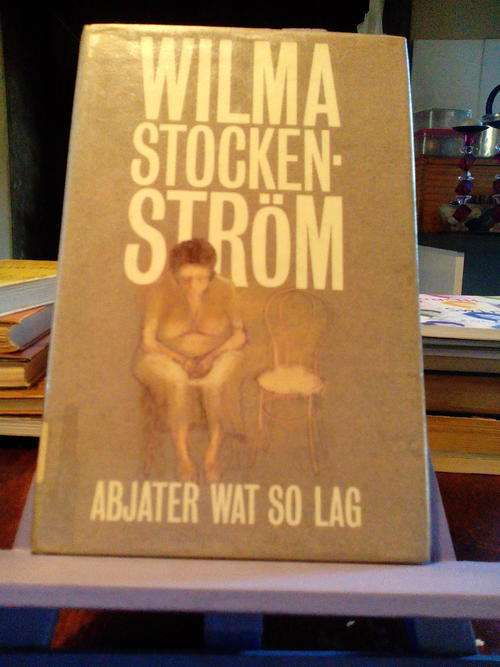 WILMA
STOCKEN-
STRÖM
ABJATER WAT SO LAG